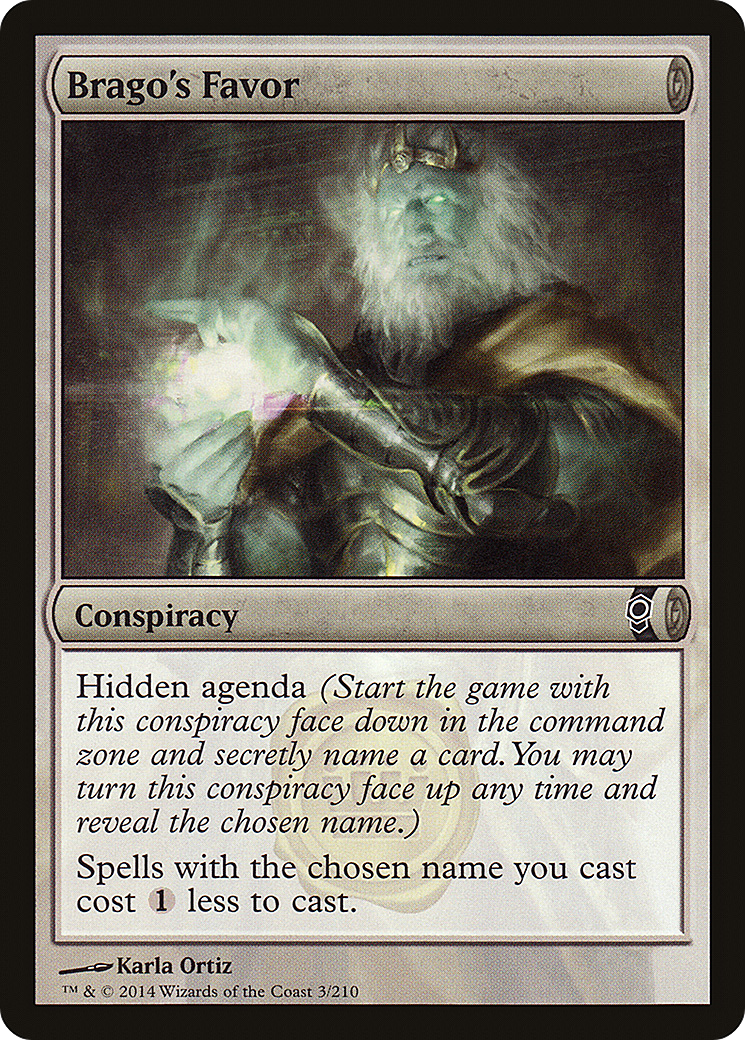 Brago's Favor
Conspiracy
Hidden agenda (Start the game with
this conspiracy face down in the command
zone and secretly name a card. You may
turn this conspiracy face up any time and
reveal the chosen name.)
Spells with the chosen name you cast
cost 1 less to cast.
Karla Ortiz
™ & © 2014 Wizards of the Coast 3/210